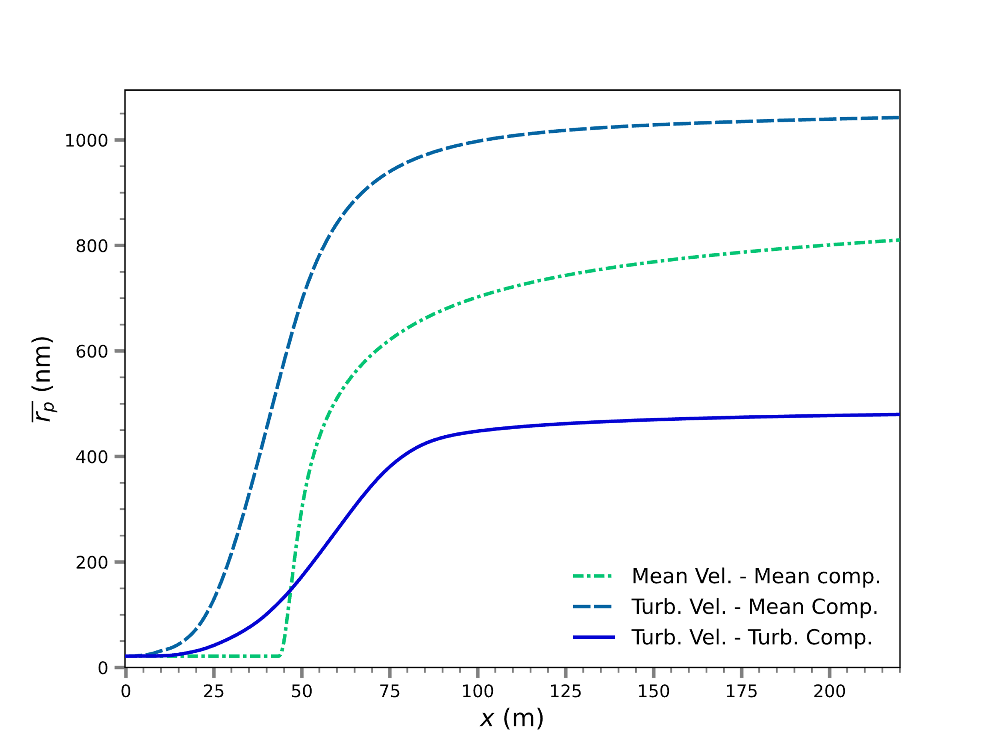 1000
800
600
400
200
0
r̅p (nm)
0 25 50 75 100 125 150 175 200
x (m)
Mean Vel. - Mean comp.
Turb. Vel. - Mean Comp.
Turb. Vel. - Turb. Comp.